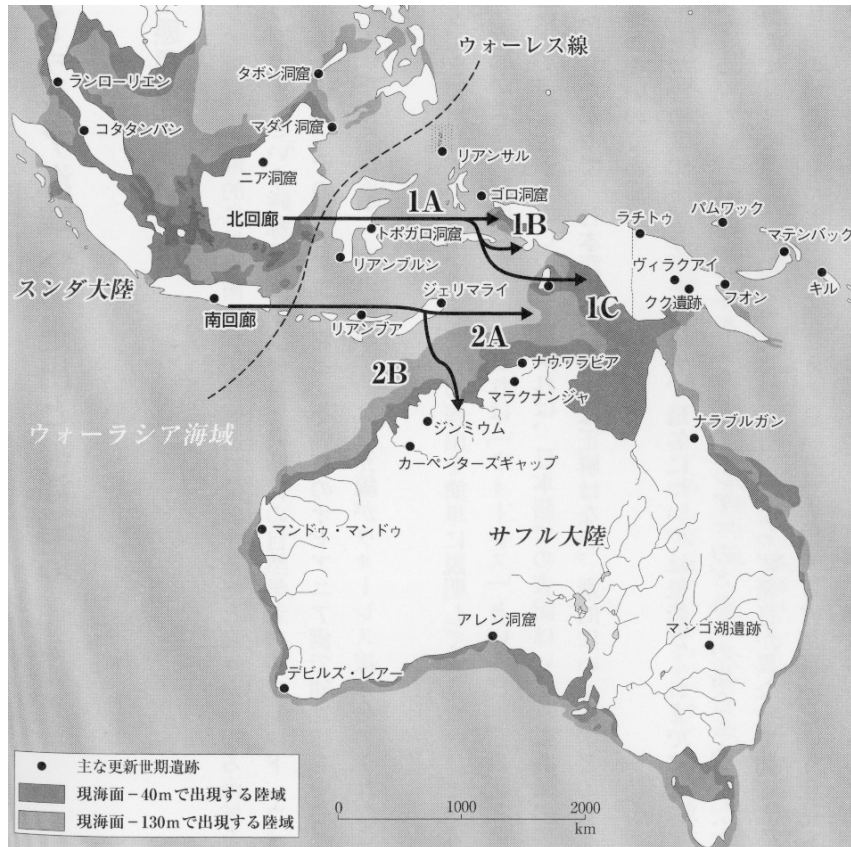 ウォーレス線
タボン洞窟
ランローリエン
コタタンパン
マダイ洞窟
リアンサル
ニア洞窟
ゴロ洞窟
1A
北回廊
1B
トポガロ洞窟
ラチトゥ
パムワック
マテンバック
ヴィラクアイ
リアンブルン
スンダ大陸
ジェリマライ
1C
クク遺跡
フオン
キル
南回廊
リアンブア
2A
2B
ナウワラビア
マラクナンジャ
ウォーラシア海域
ジンミウム
ナラブルガン
カーペンターズギャップ
マンドゥ・マンドゥ
サフル大陸
アレン洞窟
マンゴ湖遺跡
デビルズ・レアー
主な更新世期遺跡
現海面－40mで出現する陸域
現海面－130mで出現する陸域
0 1000 2000
km